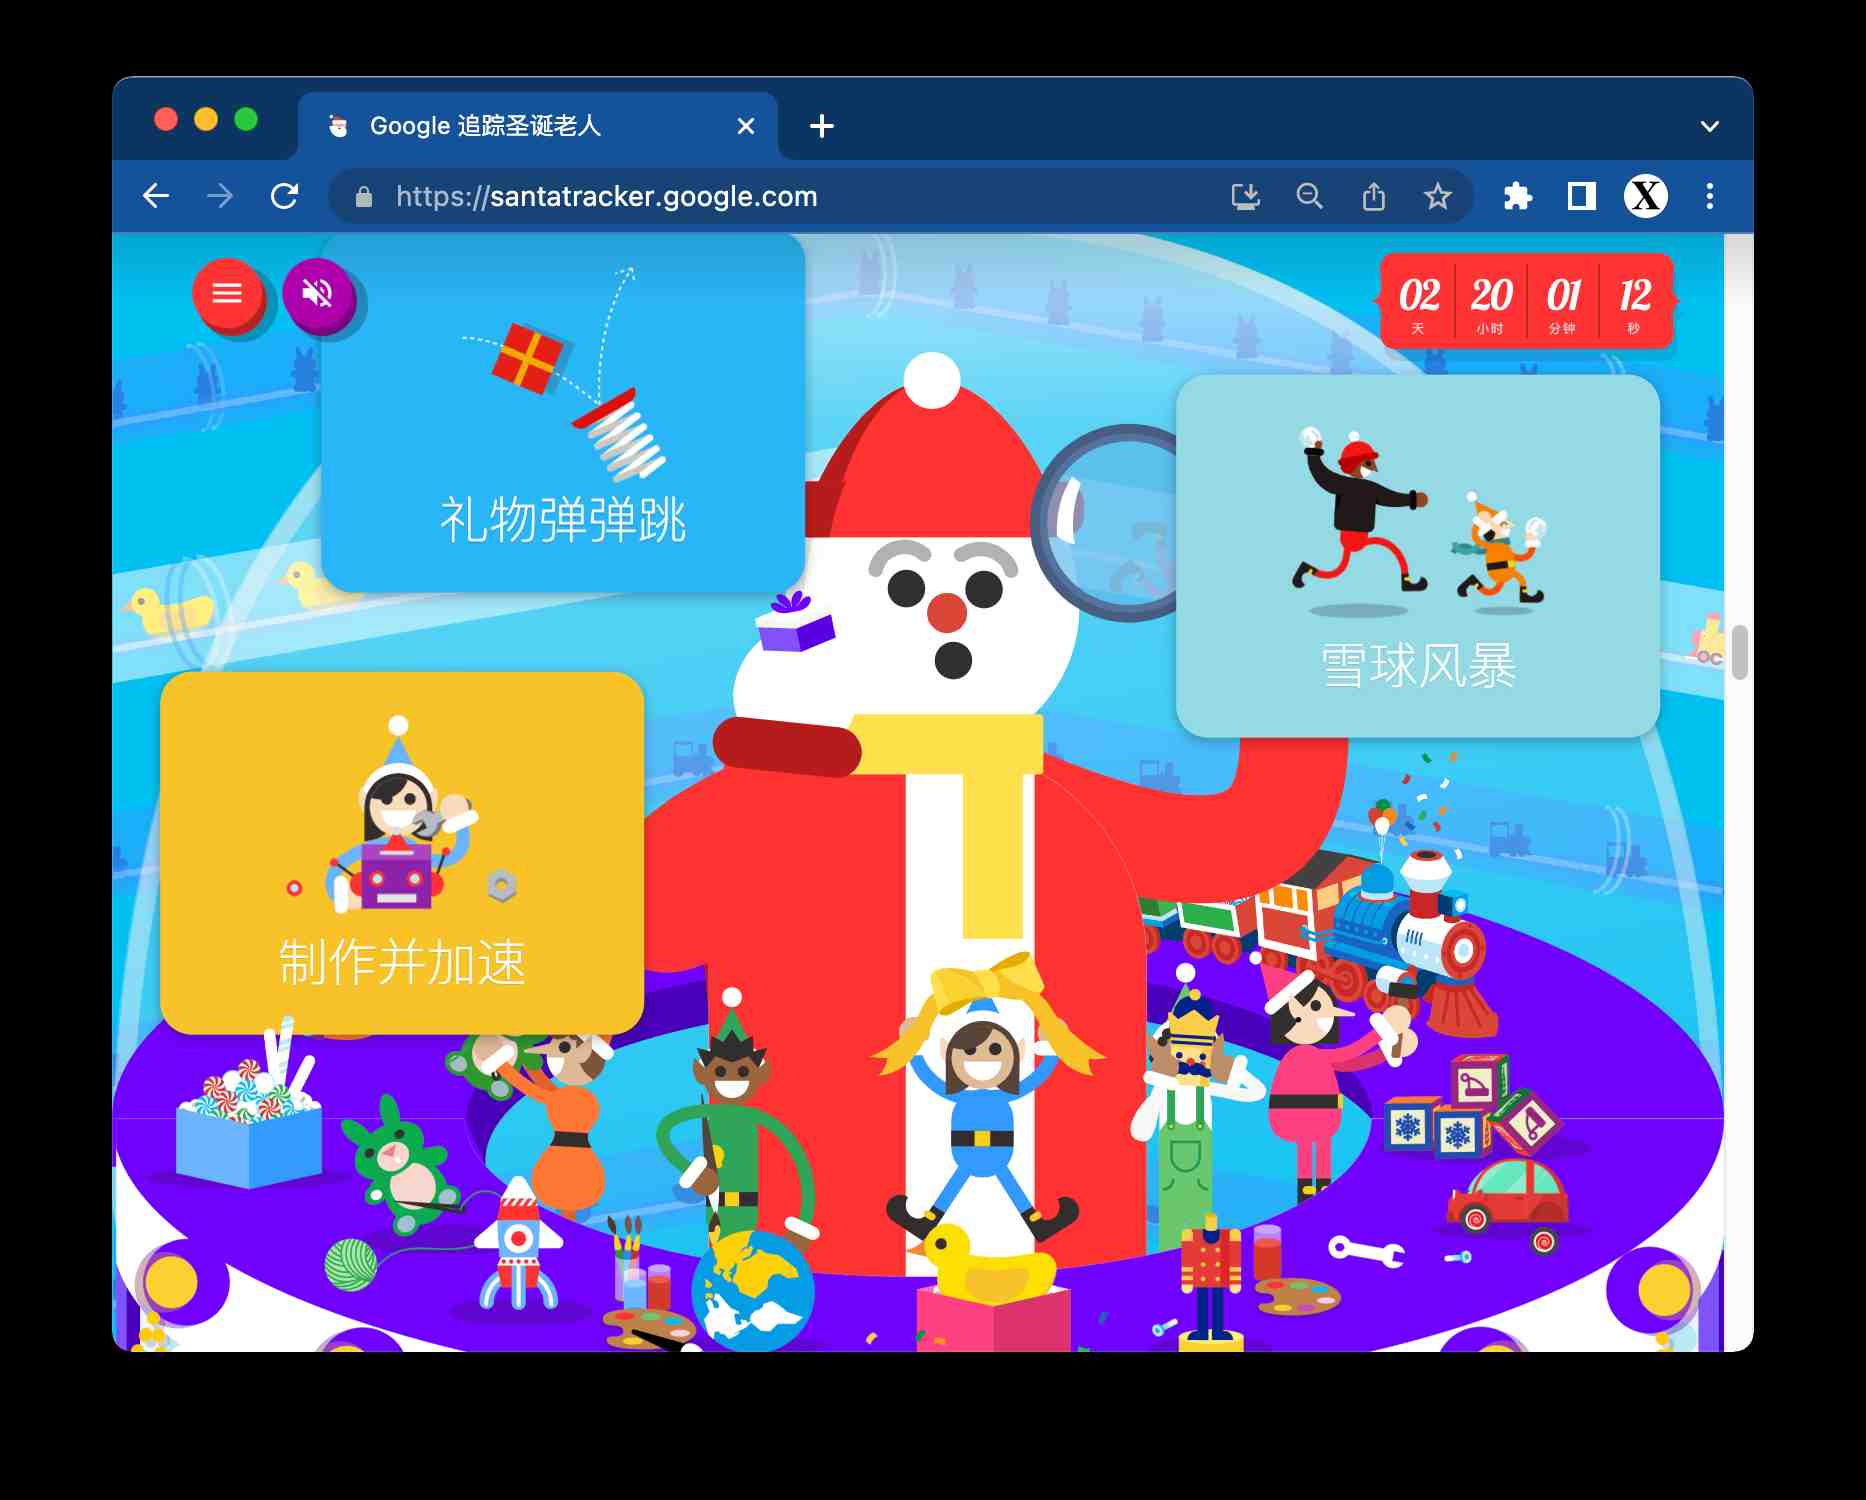 Google 追踪圣诞老人
https://santatracker.google.com
X
02 20 01 12
天 小时 分钟 秒
礼物弹弹跳
雪球风暴
制作并加速